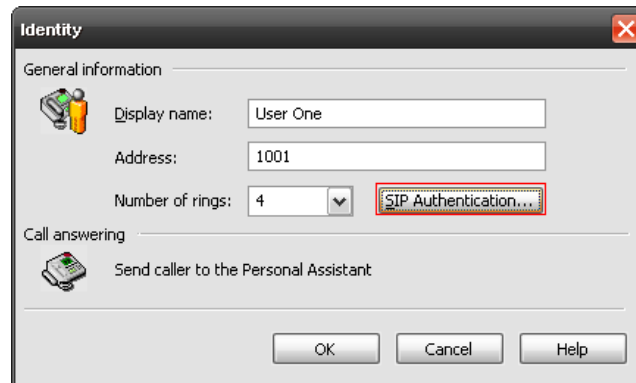 Identity
General information
Display name: User One
Address: 1001
Number of rings: 4 SIP Authentication...
Call answering
Send caller to the Personal Assistant
OK Cancel Help